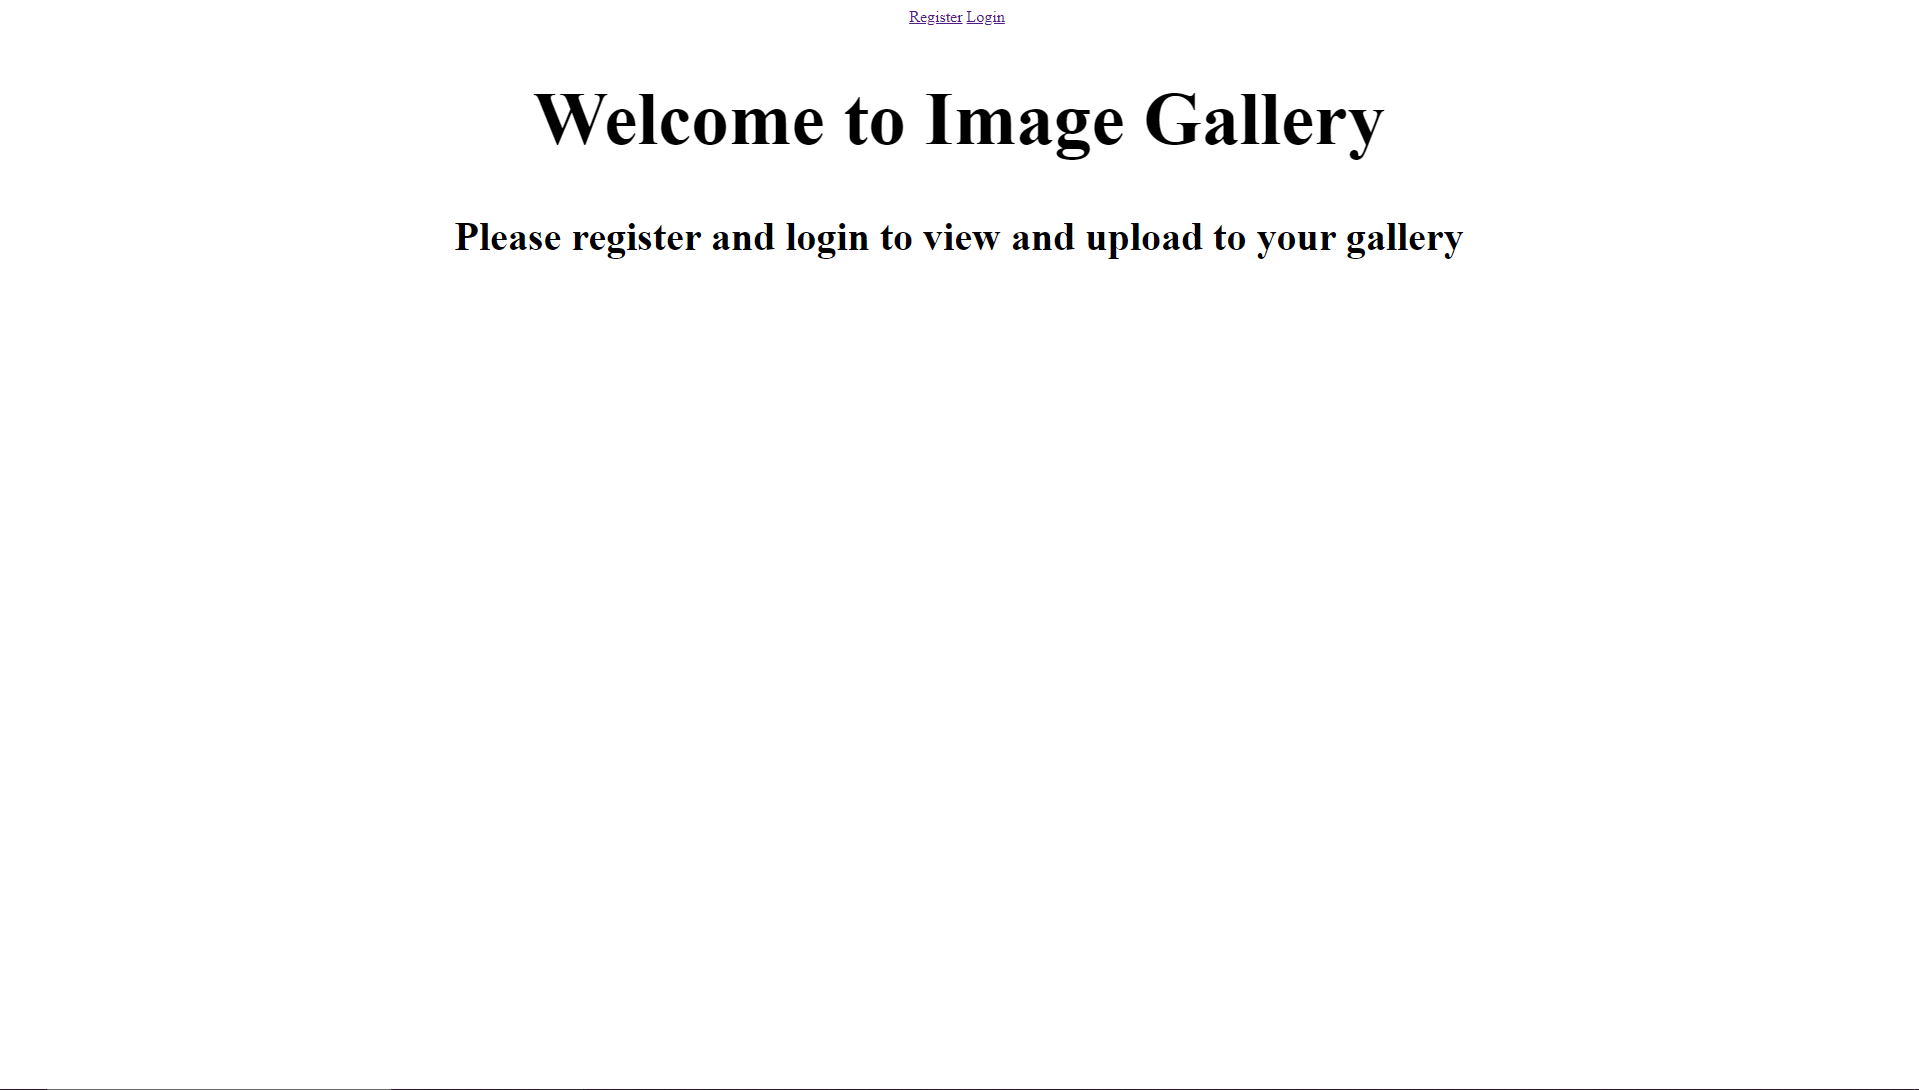 Register Login
Welcome to Image Gallery
Please register and login to view and upload to your gallery